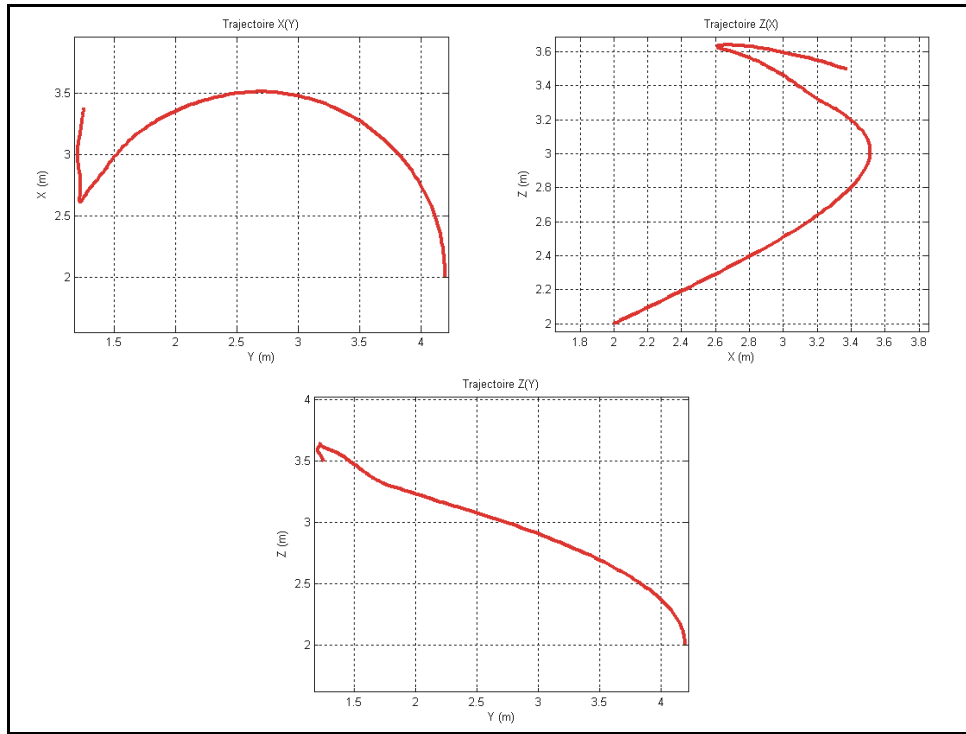 Trajectoire X(Y)
3.5
3
2.5
2
X (m)
1.5 2 2.5 3 3.5 4
Y (m)
Trajectoire Z(X)
3.6
3.4
3.2
3
2.8
2.6
2.4
2.2
2
Z (m)
1.8 2 2.2 2.4 2.6 2.8 3 3.2 3.4 3.6 3.8
X (m)
Trajectoire Z(Y)
4
3.5
3
2.5
2
Z (m)
1.5 2 2.5 3 3.5 4
Y (m)